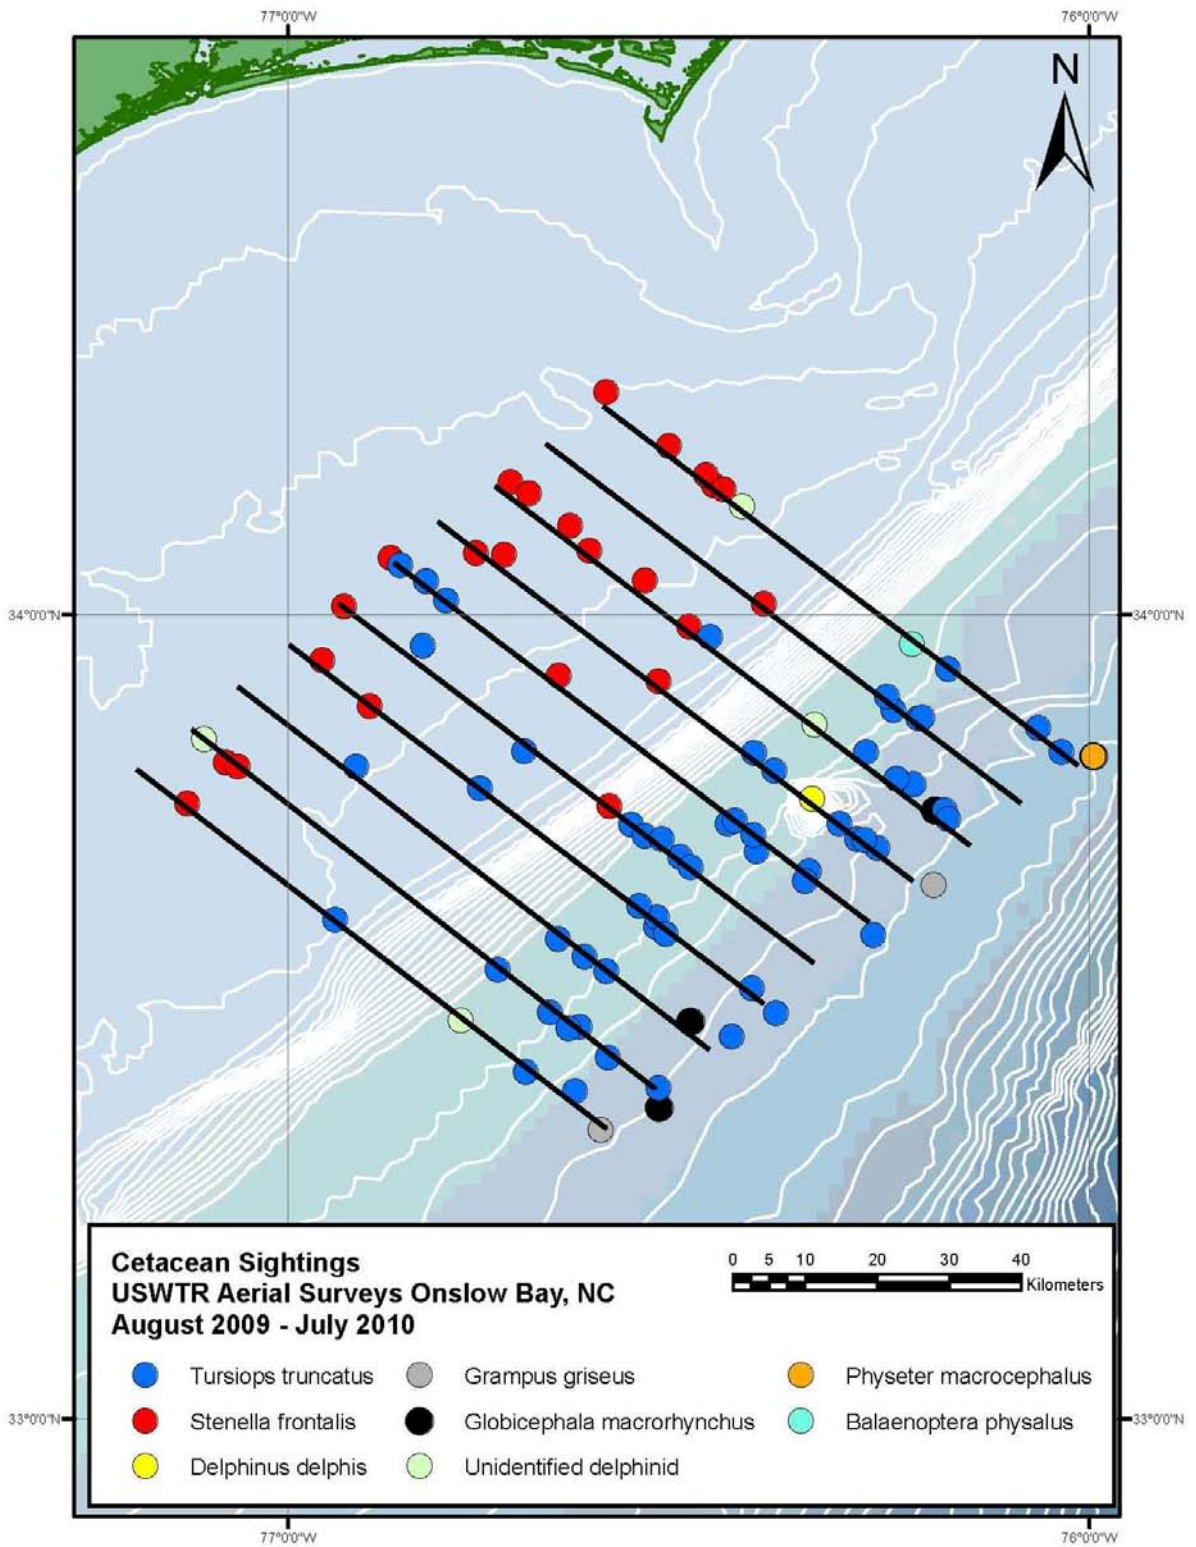 77°0'0"W 76°0'0"W
N
34°0'0"N 34°0'0"N
Cetacean Sightings
USWTR Aerial Surveys Onslow Bay, NC
August 2009 - July 2010
0 5 10 20 30 40
Kilometers
Tursiops truncatus Grampus griseus Physeter macrocephalus
Stenella frontalis Globicephala macrorhynchus Balaenoptera physalus
Delphinus delphis Unidentified delphinid
33°0'0"N 33°0'0"N
77°0'0"W 76°0'0"W